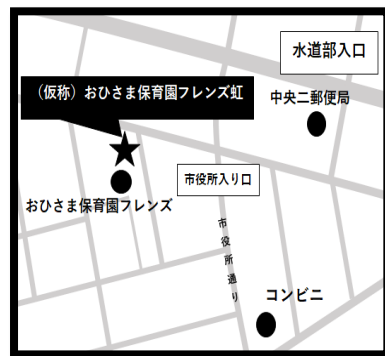 水道部入口
中央二郵便局
（仮称）おひさま保育園フレンズ虹
市役所入り口
おひさま保育園フレンズ
市役所通り
コンビニ